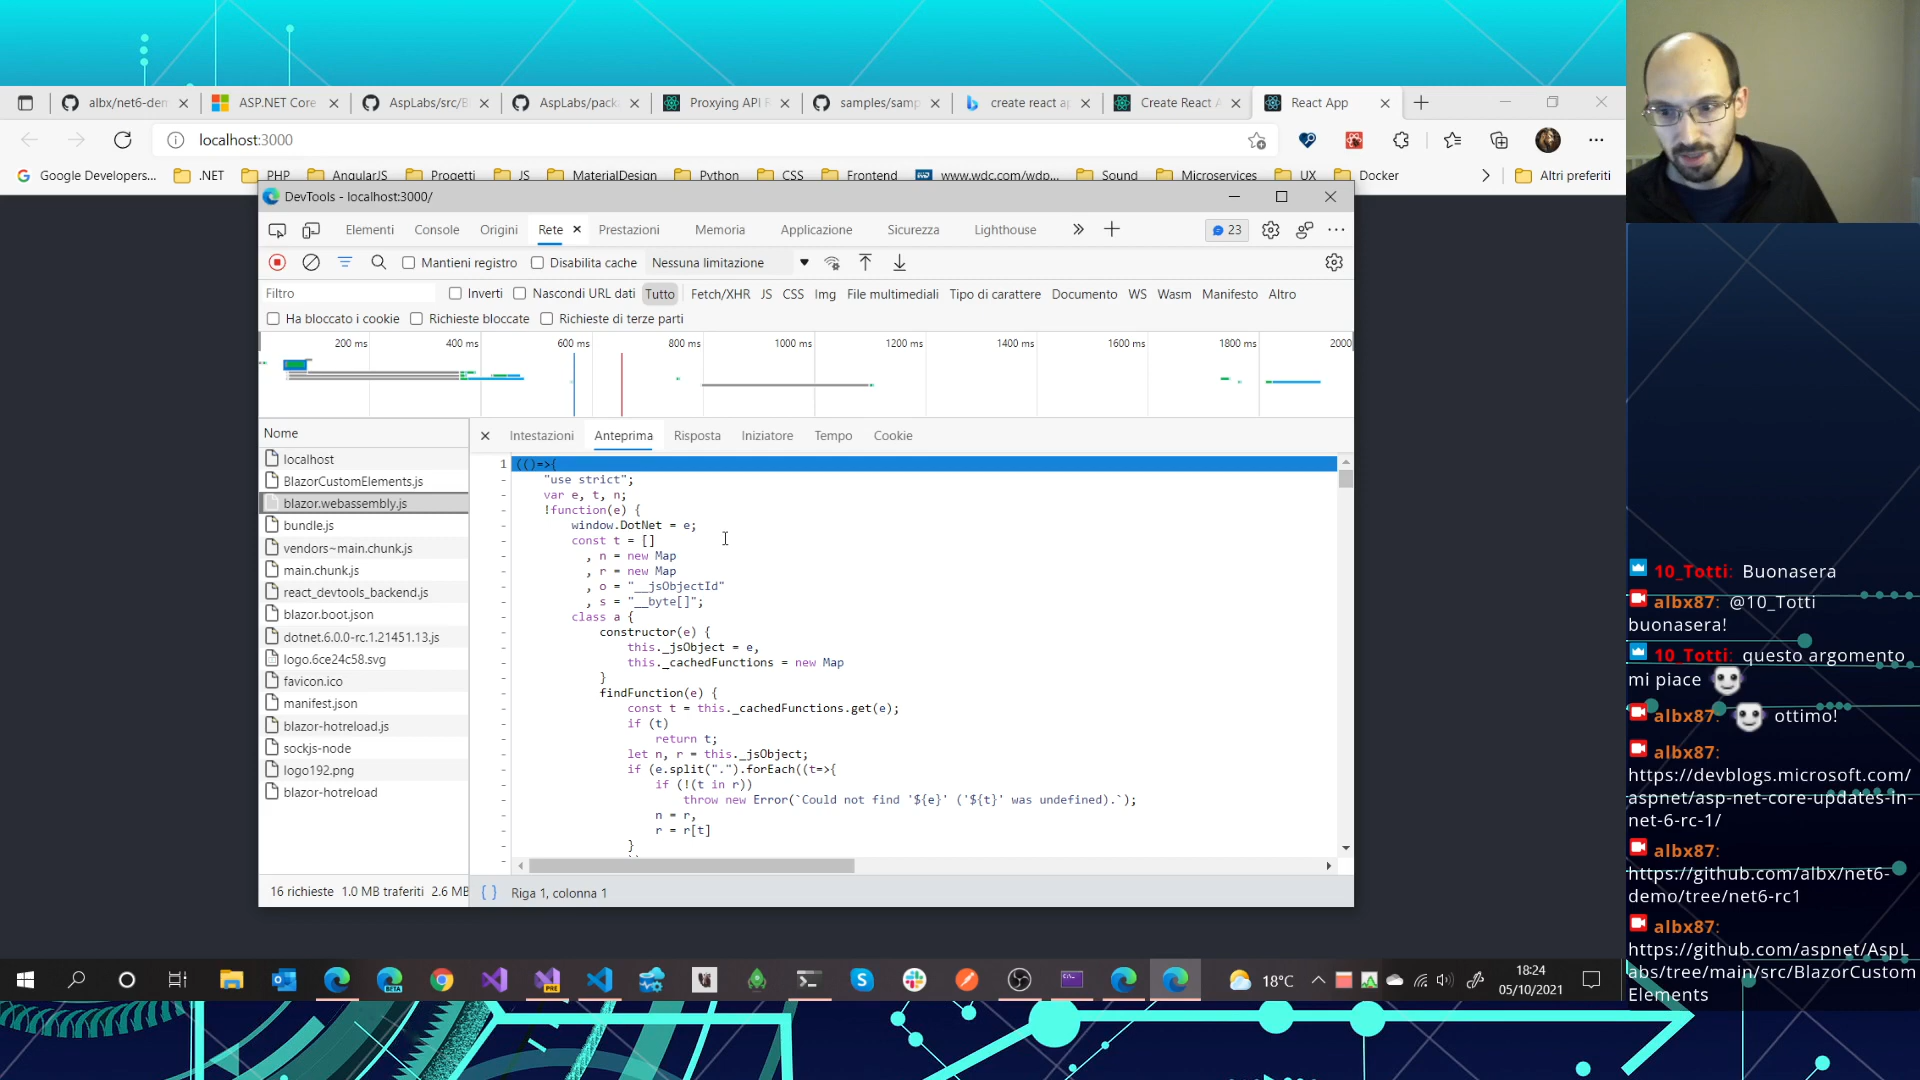 albx/net6-den
ASP.NET Core
AspLabs/src/B
AspLabs/pack
Proxying API R
samples/samp
create react ap
Create React A
React App
localhost:3000
Google Developers...
.NET
PHP
AngularJS
Progetti
JS
MaterialDesign
Python
CSS
Frontend
www.wdc.com/wdp...
Sound
Microservices
UX
Docker
Altri preferiti
DevTools - localhost:3000/
Elementi
Console
Origini
Rete
Prestazioni
Memoria
Applicazione
Sicurezza
Lighthouse
23
Mantieni registro
Disabilita cache
Nessuna limitazione
Filtro
Inverti
Nascondi URL dati
Tutto
Fetch/XHR
JS
CSS
Img
File multimediali
Tipo di carattere
Documento
WS
Wasm
Manifesto
Altro
Ha bloccato i cookie
Richieste bloccate
Richieste di terze parti
200 ms
400 ms
600 ms
800 ms
1000 ms
1200 ms
1400 ms
1600 ms
1800 ms
2000
Nome
localhost
BlazorCustomElements.js
blazor.webassembly.js
bundle.js
vendors~main.chunk.js
main.chunk.js
react_devtools_backend.js
blazor.boot.json
dotnet.6.0.0-rc.1.21451.13.js
logo.6ce24c58.svg
favicon.ico
manifest.json
blazor-hotreload.js
sockjs-node
logo192.png
blazor-hotreload
16 richieste 1.0 MB trasferiti 2.6 MB
Intestazioni
Anteprima
Risposta
Iniziatore
Tempo
Cookie
1 (()=>{
"use strict";
var e, t, n;
!function(e) {
window.DotNet = e;
const t = []
, n = new Map
, r = new Map
, o = "__jsObjectId"
, s = "__byte[]";
class a {
constructor(e) {
this._jsObject = e,
this._cachedFunctions = new Map
}
findFunction(e) {
const t = this._cachedFunctions.get(e);
if (t)
return t;
let n, r = this._jsObject;
if (e.split(".").forEach((t=>{
if (!(t in r))
throw new Error(`Could not find '${e}' ('${t}' was undefined).`);
n = r,
r = r[t]
}
{ } Riga 1, colonna 1
10_Totti: Buonasera
albx87: @10_Totti
buonasera!
10_Totti: questo argomento
mi piace
albx87: ottimo!
albx87:
https://devblogs.microsoft.com/
aspnet/asp-net-core-updates-in-
net-6-rc-1/
albx87:
https://github.com/albx/net6-
demo/tree/net6-rc1
albx87:
https://github.com/aspnet/AspL
abs/tree/main/src/BlazorCustom
Elements
BETA
PRE
18°C
18:24
05/10/2021